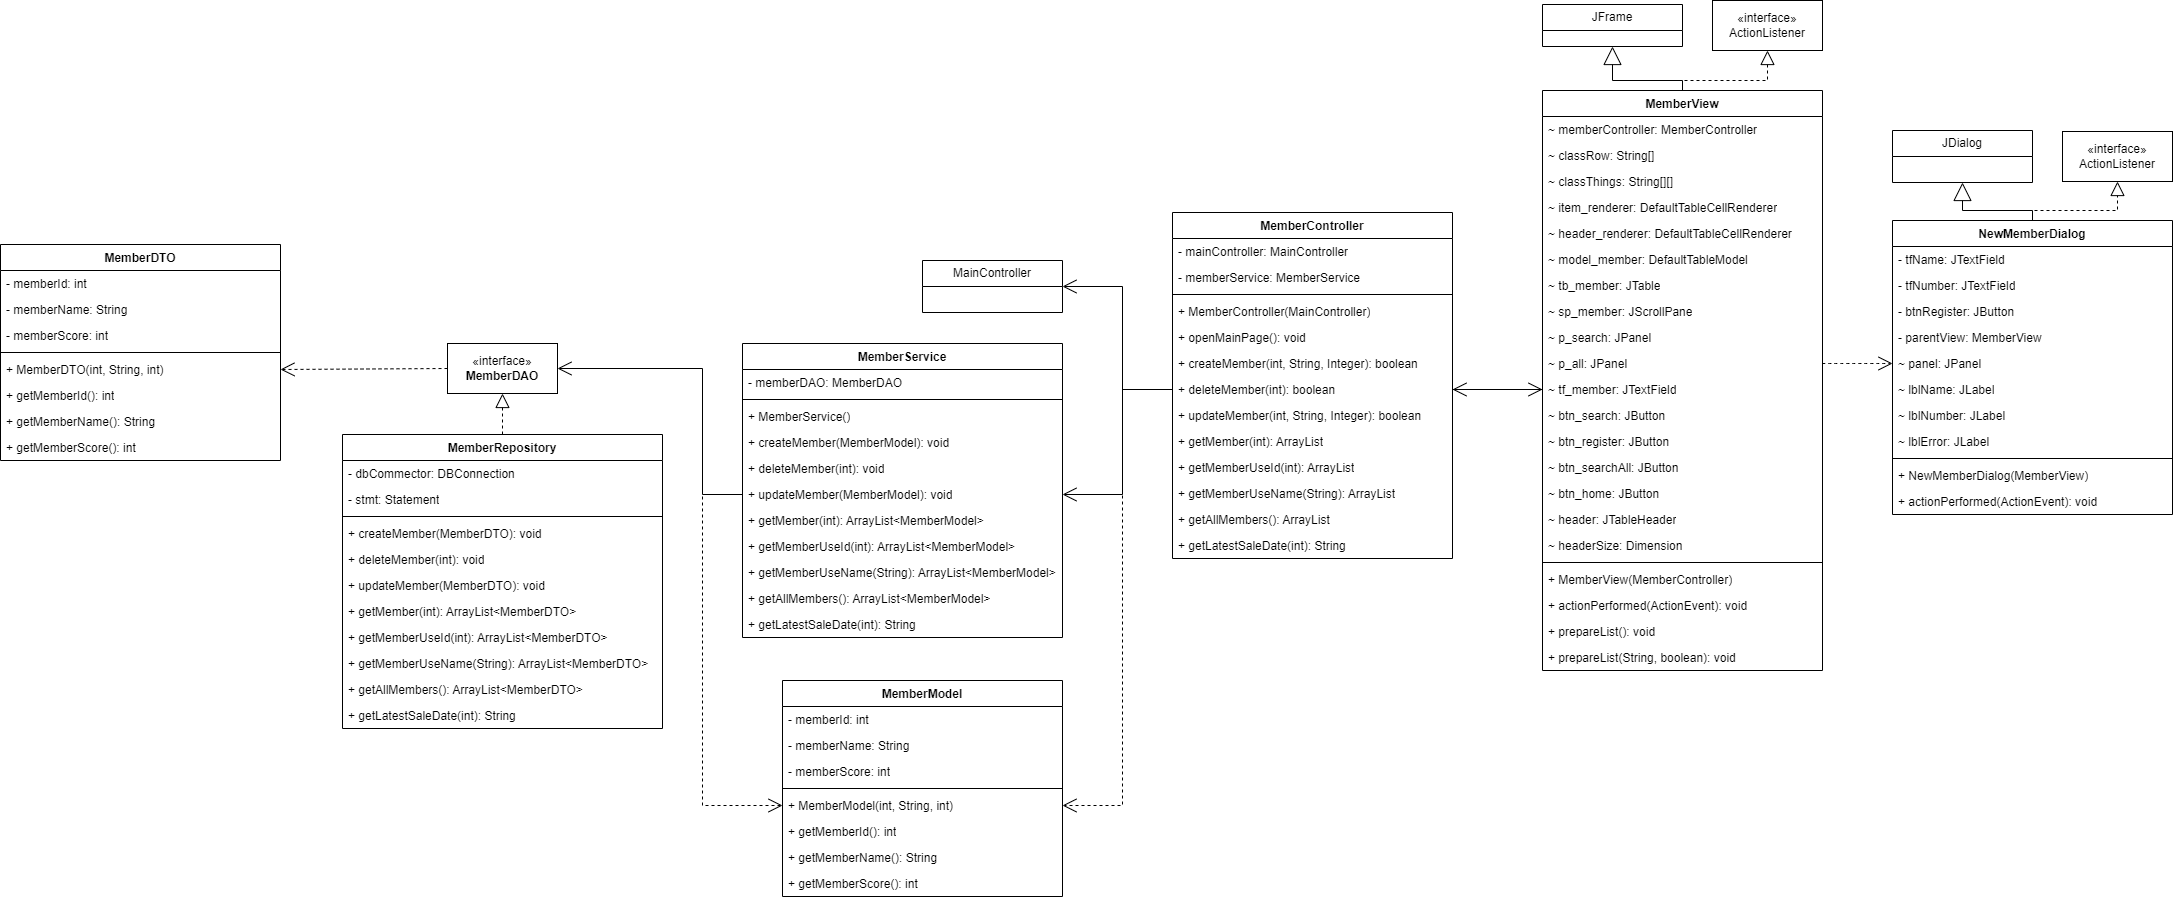 MemberDTO
- memberId: int
- memberName: String
- memberScore: int
+ MemberDTO(int, String, int)
+ getMemberId(): int
+ getMemberName(): String
+ getMemberScore(): int
«interface»
MemberDAO
MemberRepository
- dbCommector: DBConnection
- stmt: Statement
+ createMember(MemberDTO): void
+ deleteMember(int): void
+ updateMember(MemberDTO): void
+ getMember(int): ArrayList<MemberDTO>
+ getMemberUseId(int): ArrayList<MemberDTO>
+ getMemberUseName(String): ArrayList<MemberDTO>
+ getAllMembers(): ArrayList<MemberDTO>
+ getLatestSaleDate(int): String
MainController
MemberService
- memberDAO: MemberDAO
+ MemberService()
+ createMember(MemberModel): void
+ deleteMember(int): void
+ updateMember(MemberModel): void
+ getMember(int): ArrayList<MemberModel>
+ getMemberUseId(int): ArrayList<MemberModel>
+ getMemberUseName(String): ArrayList<MemberModel>
+ getAllMembers(): ArrayList<MemberModel>
+ getLatestSaleDate(int): String
MemberModel
- memberId: int
- memberName: String
- memberScore: int
+ MemberModel(int, String, int)
+ getMemberId(): int
+ getMemberName(): String
+ getMemberScore(): int
MemberController
- mainController: MainController
- memberService: MemberService
+ MemberController(MainController)
+ openMainPage(): void
+ createMember(int, String, Integer): boolean
+ deleteMember(int): boolean
+ updateMember(int, String, Integer): boolean
+ getMember(int): ArrayList
+ getMemberUseId(int): ArrayList
+ getMemberUseName(String): ArrayList
+ getAllMembers(): ArrayList
+ getLatestSaleDate(int): String
JFrame
«interface»
ActionListener
MemberView
~ memberController: MemberController
~ classRow: String[]
~ classThings: String[][]
~ item_renderer: DefaultTableCellRenderer
~ header_renderer: DefaultTableCellRenderer
~ model_member: DefaultTableModel
~ tb_member: JTable
~ sp_member: JScrollPane
~ p_search: JPanel
~ p_all: JPanel
~ tf_member: JTextField
~ btn_search: JButton
~ btn_register: JButton
~ btn_searchAll: JButton
~ btn_home: JButton
~ header: JTableHeader
~ headerSize: Dimension
+ MemberView(MemberController)
+ actionPerformed(ActionEvent): void
+ prepareList(): void
+ prepareList(String, boolean): void
JDialog
«interface»
ActionListener
NewMemberDialog
- tfName: JTextField
- tfNumber: JTextField
- btnRegister: JButton
- parentView: MemberView
~ panel: JPanel
~ lblName: JLabel
~ lblNumber: JLabel
~ lblError: JLabel
+ NewMemberDialog(MemberView)
+ actionPerformed(ActionEvent): void